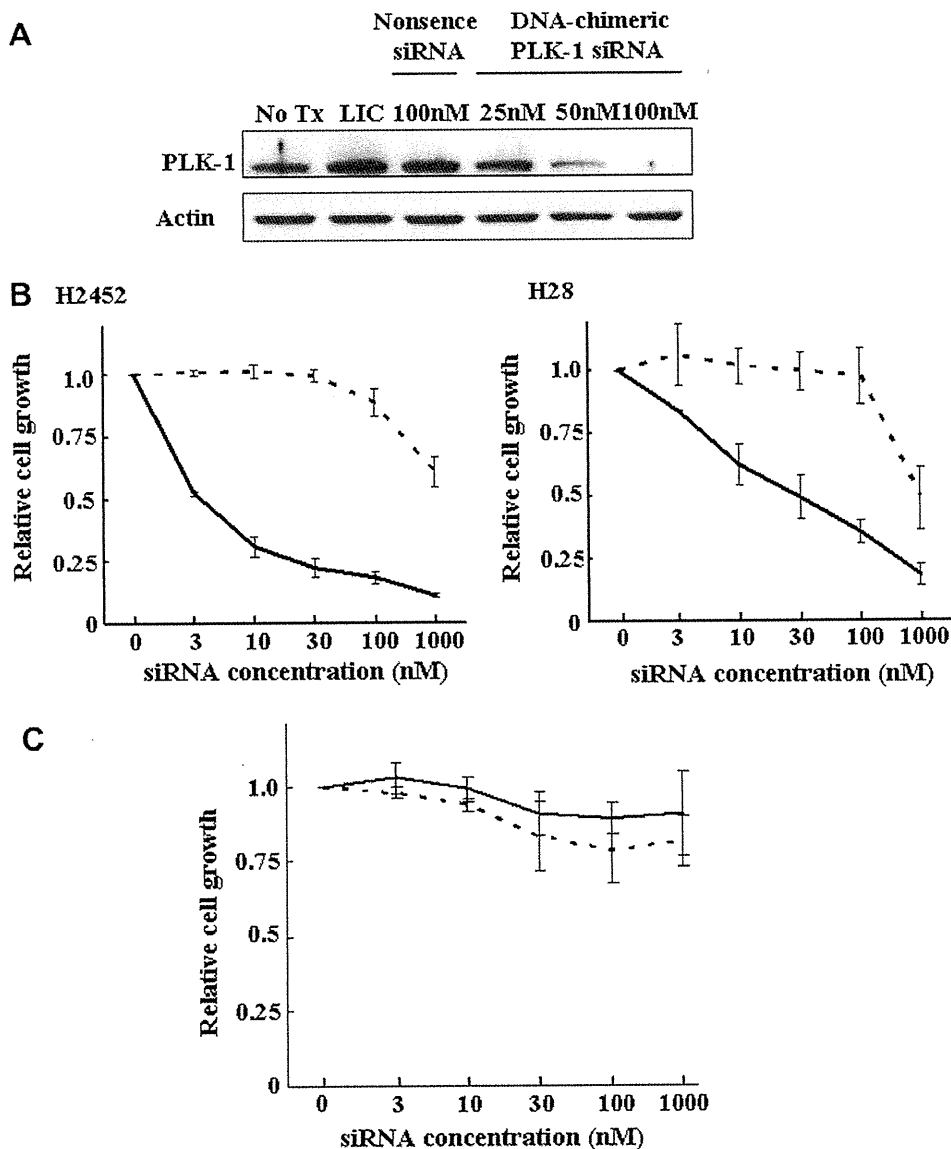 A
Nonsence
siRNA
DNA-chimeric
PLK-1 siRNA
No Tx LIC 100nM 25nM 50nM 100nM
PLK-1
Actin
B
H2452
Relative cell growth
1.0
0.75
0.5
0.25
0
0 3 10 30 100 1000
siRNA concentration (nM)
H28
Relative cell growth
1.0
0.75
0.5
0.25
0
0 3 10 30 100 1000
siRNA concentration (nM)
C
Relative cell growth
1.0
0.75
0.5
0.25
0
0 3 10 30 100 1000
siRNA concentration (nM)